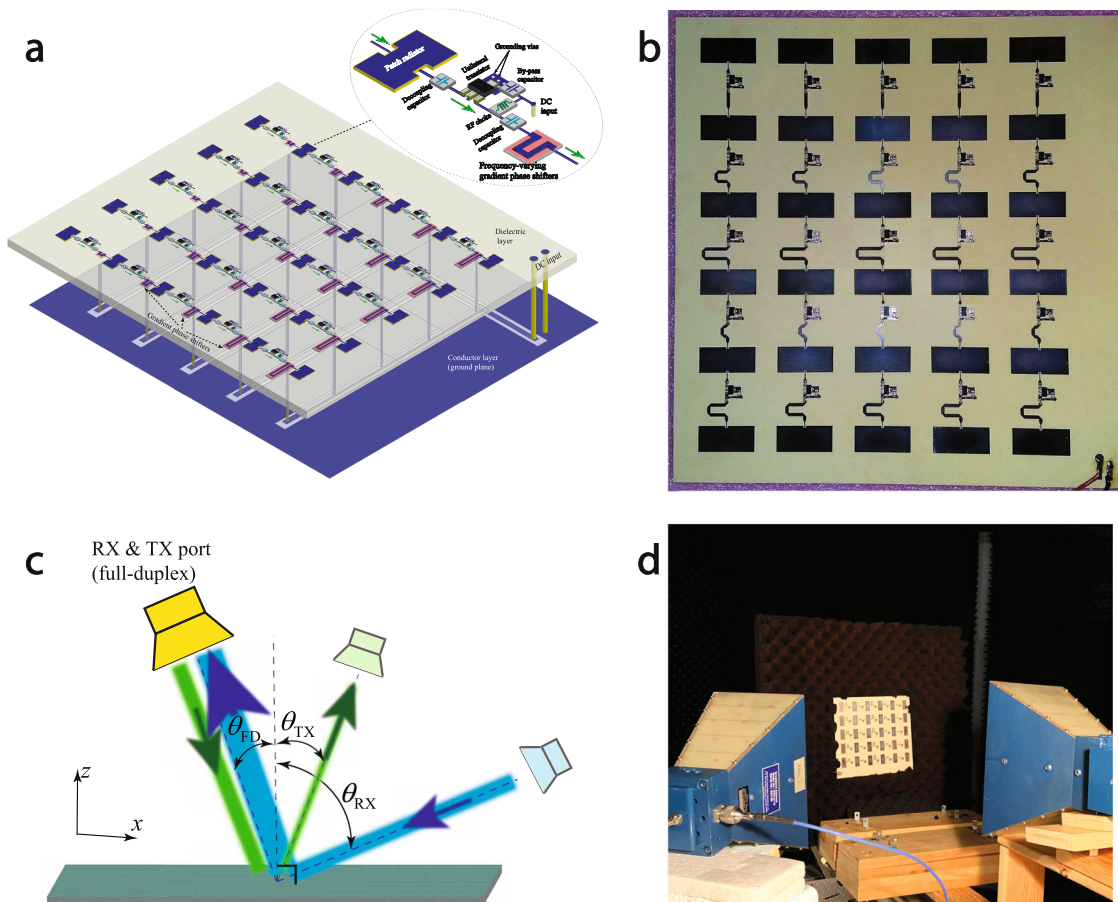 a
Patch radiator
Decoupling
capacitor
Unilateral
transistor
Grounding vias
By-pass
capacitor
DC
input
RF choke
Decoupling
capacitor
Frequency-varying
gradient phase shifters
Dielectric
layer
DC input
Gradient phase
shifters
Conductor layer
(ground plane)
b
c
RX & TX port
(full-duplex)
θFD
θTX
θRX
z
x
d